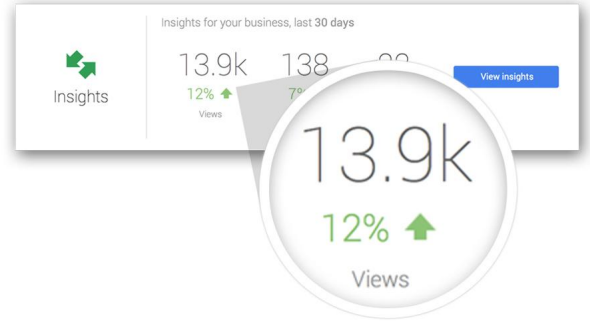 Insights for your business, last 30 days
13.9k 138
12% 7%
Views
Insights
View insights
13.9k
12%
Views